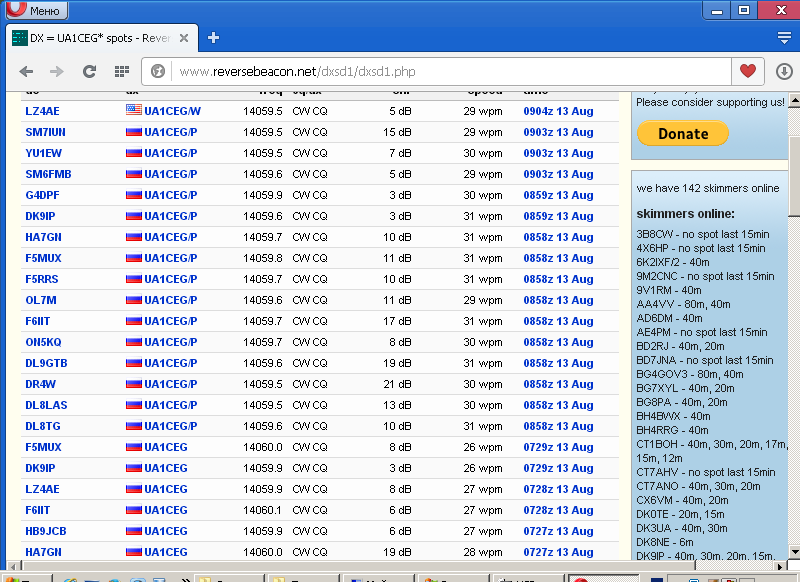 Меню
DX = UA1CEG* spots - Rever
www.reversebeacon.net/dxsd1/dxsd1.php
LZ4AE UA1CEG/W 14059.5 CW CQ 5 dB 29 wpm 0904z 13 Aug
SM7IUN UA1CEG/P 14059.5 CW CQ 15 dB 29 wpm 0903z 13 Aug
YU1EW UA1CEG/P 14059.5 CW CQ 7 dB 30 wpm 0903z 13 Aug
SM6FMB UA1CEG/P 14059.6 CW CQ 5 dB 29 wpm 0903z 13 Aug
G4DPF UA1CEG/P 14059.9 CW CQ 3 dB 30 wpm 0859z 13 Aug
DK9IP UA1CEG/P 14059.6 CW CQ 3 dB 31 wpm 0859z 13 Aug
HA7GN UA1CEG/P 14059.7 CW CQ 10 dB 31 wpm 0858z 13 Aug
F5MUX UA1CEG/P 14059.8 CW CQ 11 dB 31 wpm 0858z 13 Aug
F5RRS UA1CEG/P 14059.7 CW CQ 10 dB 31 wpm 0858z 13 Aug
OL7M UA1CEG/P 14059.6 CW CQ 11 dB 29 wpm 0858z 13 Aug
F6IIT UA1CEG/P 14059.7 CW CQ 17 dB 31 wpm 0858z 13 Aug
ON5KQ UA1CEG/P 14059.7 CW CQ 8 dB 30 wpm 0858z 13 Aug
DL9GTB UA1CEG/P 14059.6 CW CQ 19 dB 31 wpm 0858z 13 Aug
DR4W UA1CEG/P 14059.5 CW CQ 21 dB 30 wpm 0858z 13 Aug
DL8LAS UA1CEG/P 14059.5 CW CQ 13 dB 30 wpm 0858z 13 Aug
DL8TG UA1CEG/P 14059.6 CW CQ 10 dB 31 wpm 0858z 13 Aug
F5MUX UA1CEG 14060.0 CW CQ 8 dB 26 wpm 0729z 13 Aug
DK9IP UA1CEG 14059.9 CW CQ 3 dB 26 wpm 0729z 13 Aug
LZ4AE UA1CEG 14059.9 CW CQ 8 dB 27 wpm 0728z 13 Aug
F6IIT UA1CEG 14060.1 CW CQ 6 dB 27 wpm 0728z 13 Aug
HB9JCB UA1CEG 14059.9 CW CQ 6 dB 27 wpm 0727z 13 Aug
HA7GN UA1CEG 14060.0 CW CQ 19 dB 28 wpm 0727z 13 Aug
Please consider supporting us!
Donate
we have 142 skimmers online
skimmers online:
3B8CW - no spot last 15min
4X6HP - no spot last 15min
6K2IXF/2 - 40m
9M2CNC - no spot last 15min
9V1RM - 40m
AA4VV - 80m, 40m
AD6DM - 40m
AE4PM - no spot last 15min
BD2RJ - 40m, 20m
BD7JNA - no spot last 15min
BG4GOV3 - 80m, 40m
BG7XYL - 40m, 20m
BG8PA - 40m, 20m
BH4BWX - 40m
BH4RRG - 40m
CT1BOH - 40m, 30m, 20m, 17m,
15m, 12m
CT7AHV - no spot last 15min
CT7ANO - 40m, 30m, 20m
CX6VM - 40m, 20m
DK0TE - 20m, 15m
DK3UA - 40m, 30m
DK8NE - 6m
DK9IP - 40m, 30m, 20m, 15m,